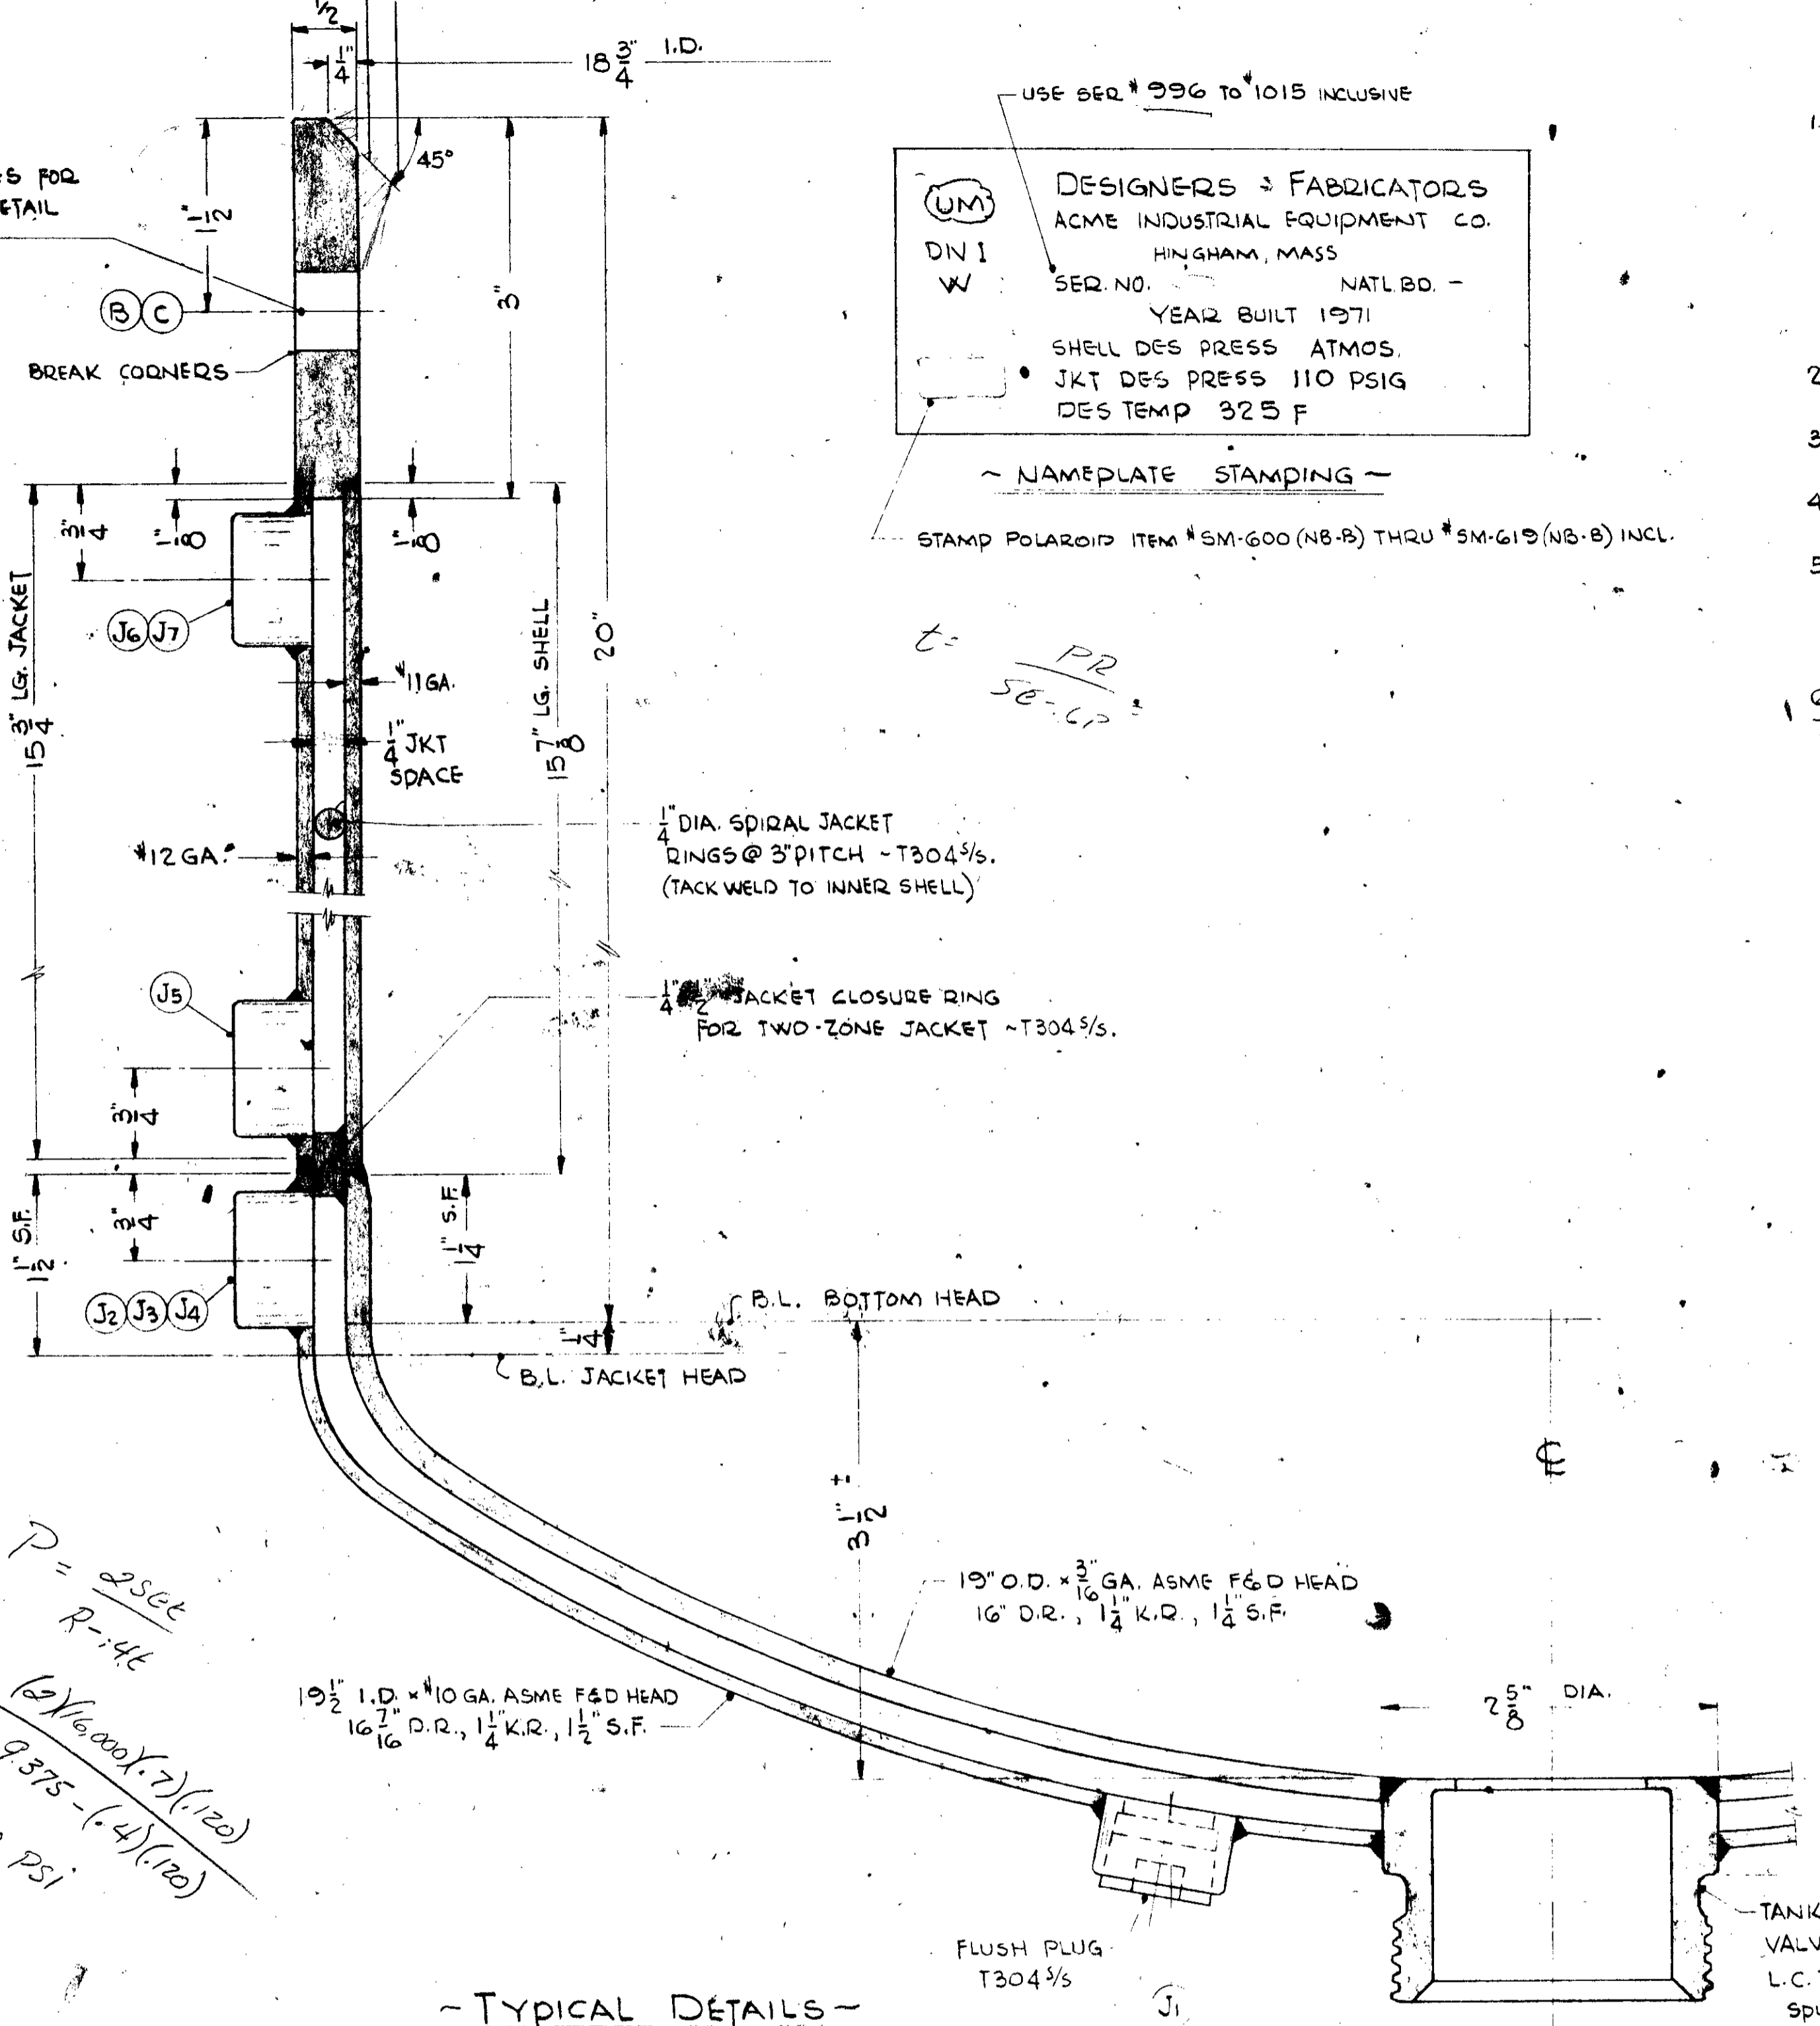 1/2
1/4"
18 3/4" I.D.
45°
FOR
1 1/2"
3"
B C
BREAK CORNERS
USE SER # 996 TO #1015 INCLUSIVE
UM
DESIGNERS & FABRICATORS
ACME INDUSTRIAL EQUIPMENT CO.
DN 1
HINGHAM, MASS
W
SER. NO. NATL. BD. -
YEAR BUILT 1971
SHELL DES PRESS ATMOS.
JKT DES PRESS 110 PSIG
DES TEMP 325 F
~ NAMEPLATE STAMPING ~
STAMP POLAROID ITEM #SM-600 (NB-B) THRU #SM-619 (NB-B) INCL.
3/4"
1/8"
1/8"
J6 J7
15 3/4" LG. JACKET
15 7/8" LG. SHELL
20"
t= PR
SE-.6P =
#11 GA.
1/4" JKT
SPACE
1/4" DIA. SPIRAL JACKET
RINGS @ 3" PITCH ~ T304 S/S.
(TACK WELD TO INNER SHELL)
#12 GA.
J5
JACKET CLOSURE RING
FOR TWO-ZONE JACKET ~T304 S/S.
3/4"
3/4"
1 1/2" S.F.
1 1/4" S.F.
J2 J3 J4
B.L. BOTTOM HEAD
1/4"
B.L. JACKET HEAD
3 1/2" ±
℄
P = 2SEt
R-.4t
(2)(16,000)(.7)(.120)
9.375 - (.4)(.120)
PSI
19" O.D. x 3/16" GA. ASME F&D HEAD
16" D.R., 1 1/4" K.R., 1 1/4" S.F.
19 1/2" I.D. x #10 GA. ASME F&D HEAD
16 7/16" D.R., 1 1/4" K.R., 1 1/2" S.F.
2 5/8" DIA.
FLUSH PLUG
T304 S/S
J1
TANK
L.C.
~ TYPICAL DETAILS ~